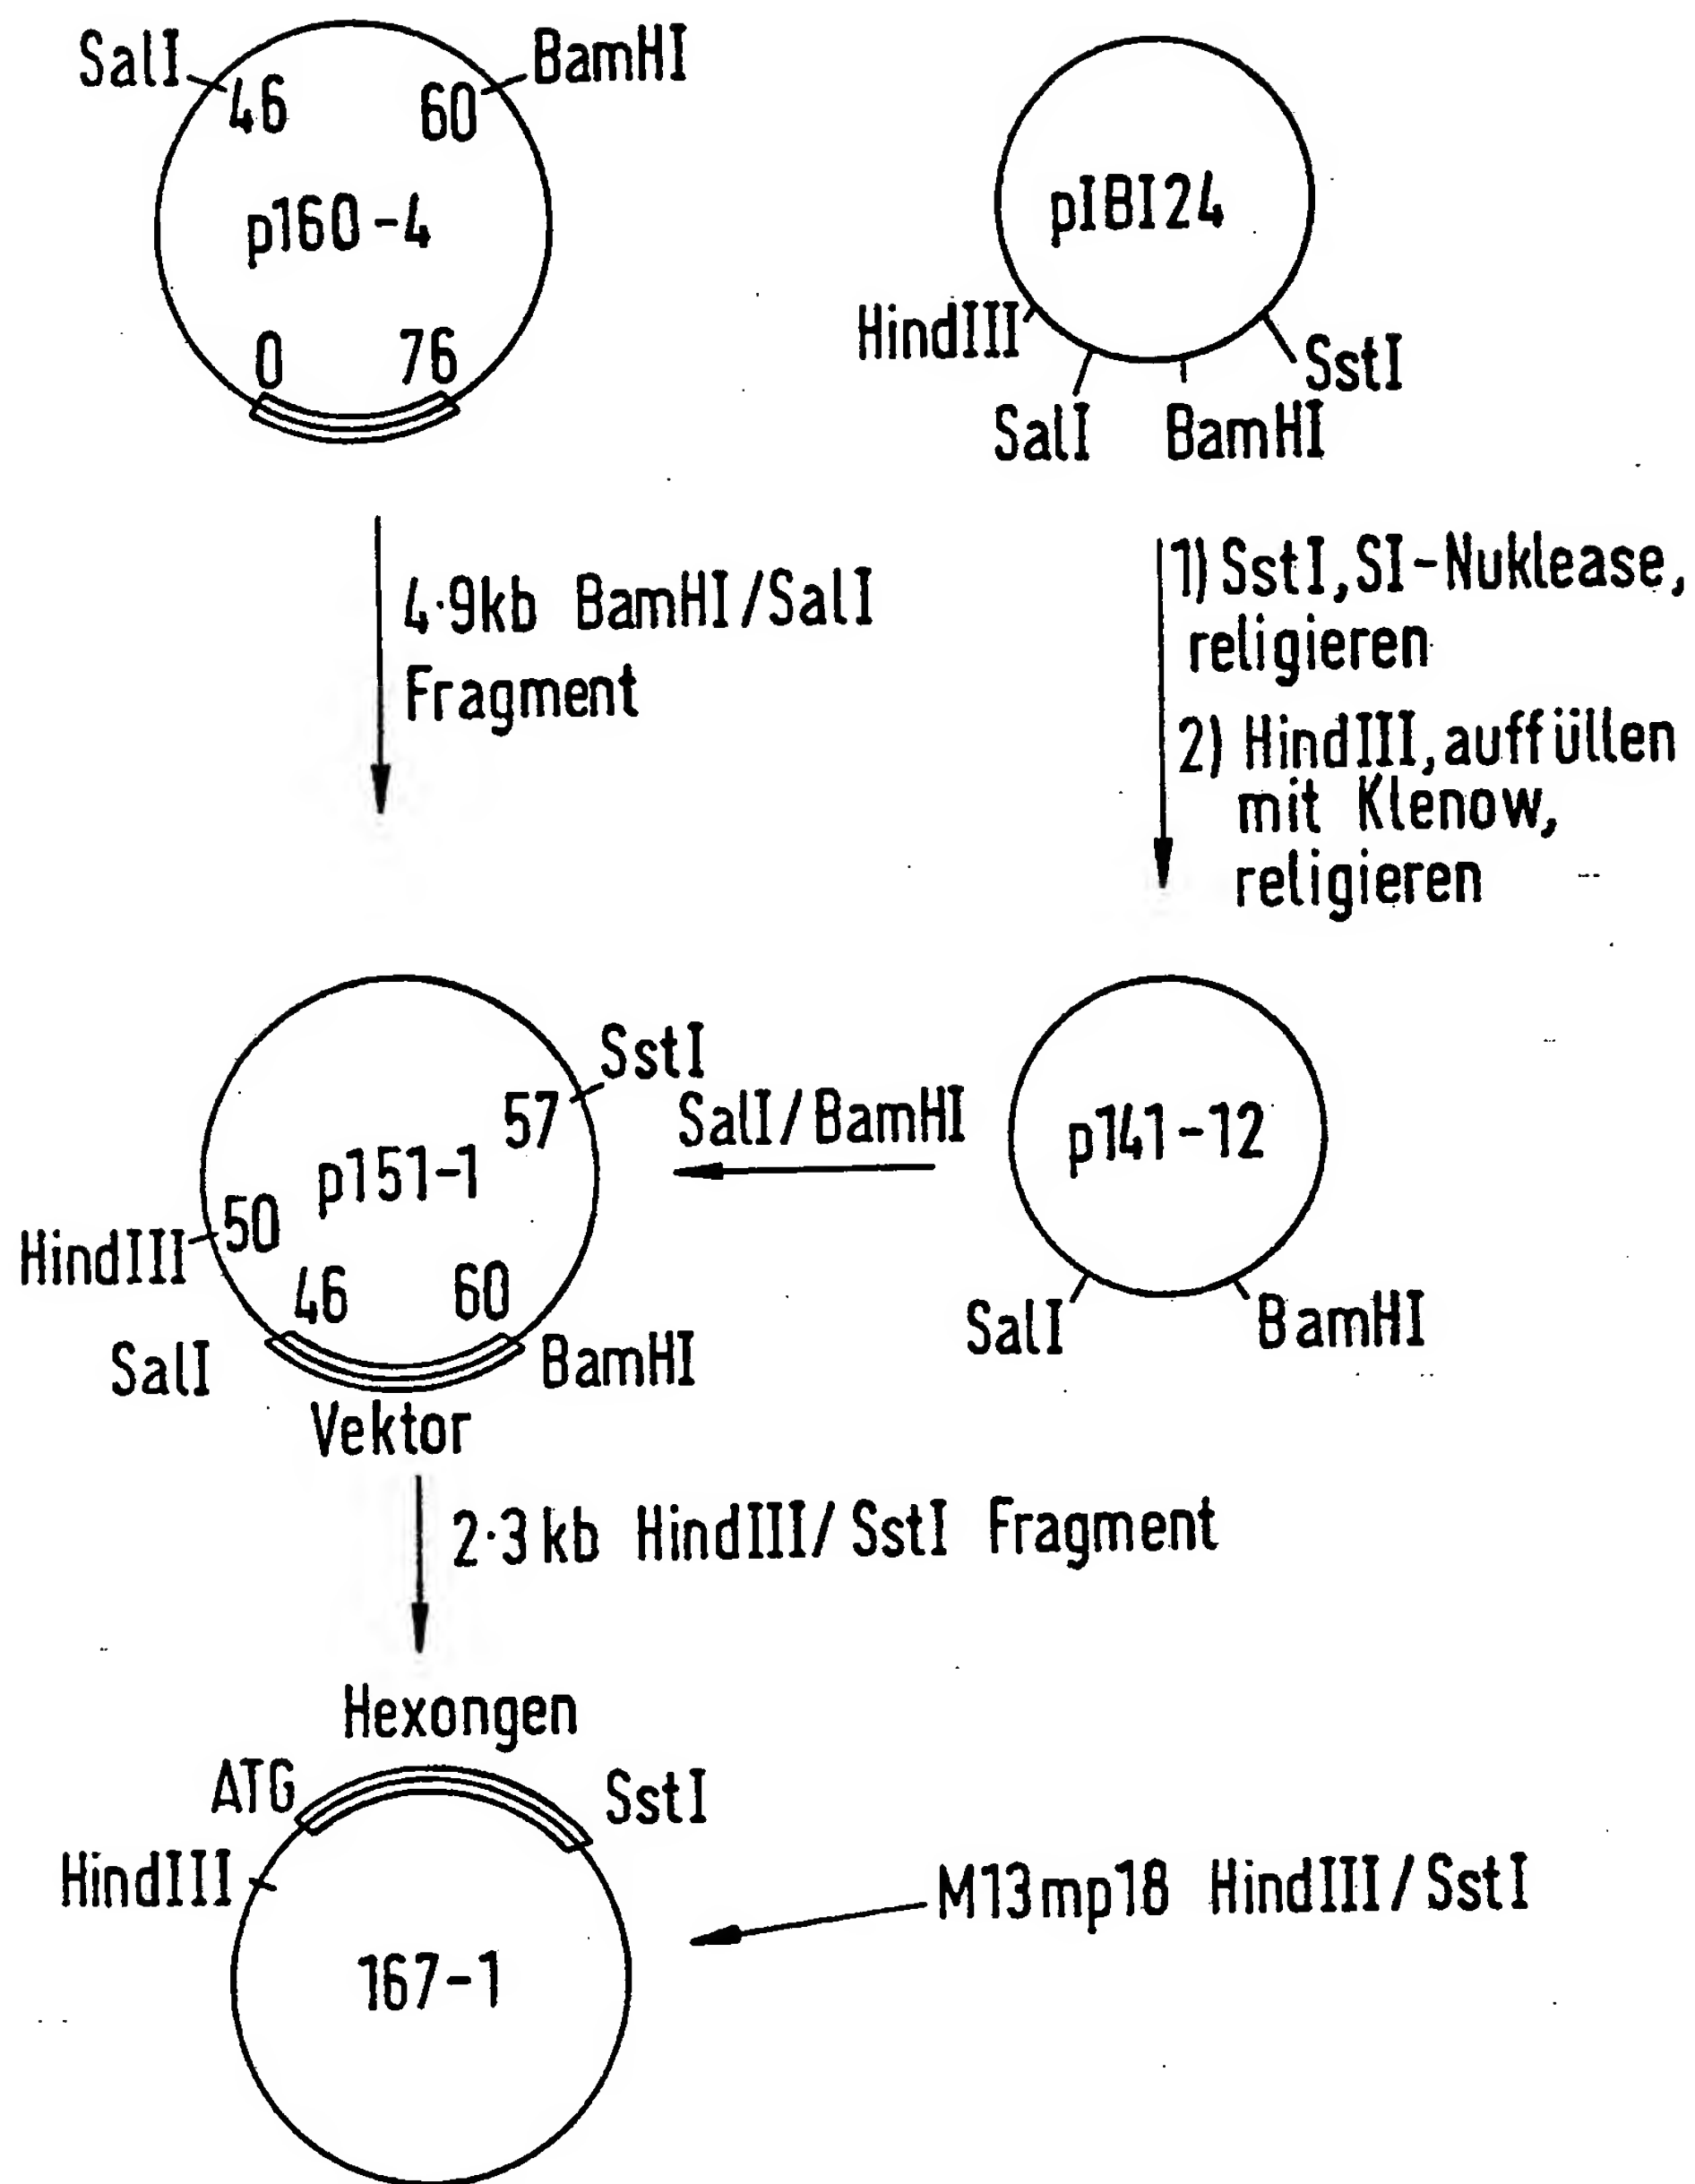 SalI
46
60
BamHI
p160-4
0
76
pIBI24
HindIII
SalI
BamHI
SstI
4·9kb BamHI/SalI
Fragment
1) SstI, SI-Nuklease,
religieren
2) HindIII, auffüllen
mit Klenow,
religieren
SstI
57
p151-1
HindIII
50
46
60
SalI
BamHI
Vektor
SalI/BamHI
p141-12
SalI
BamHI
2·3 kb HindIII/SstI Fragment
Hexongen
ATG
SstI
HindIII
167-1
M13mp18 HindIII/SstI